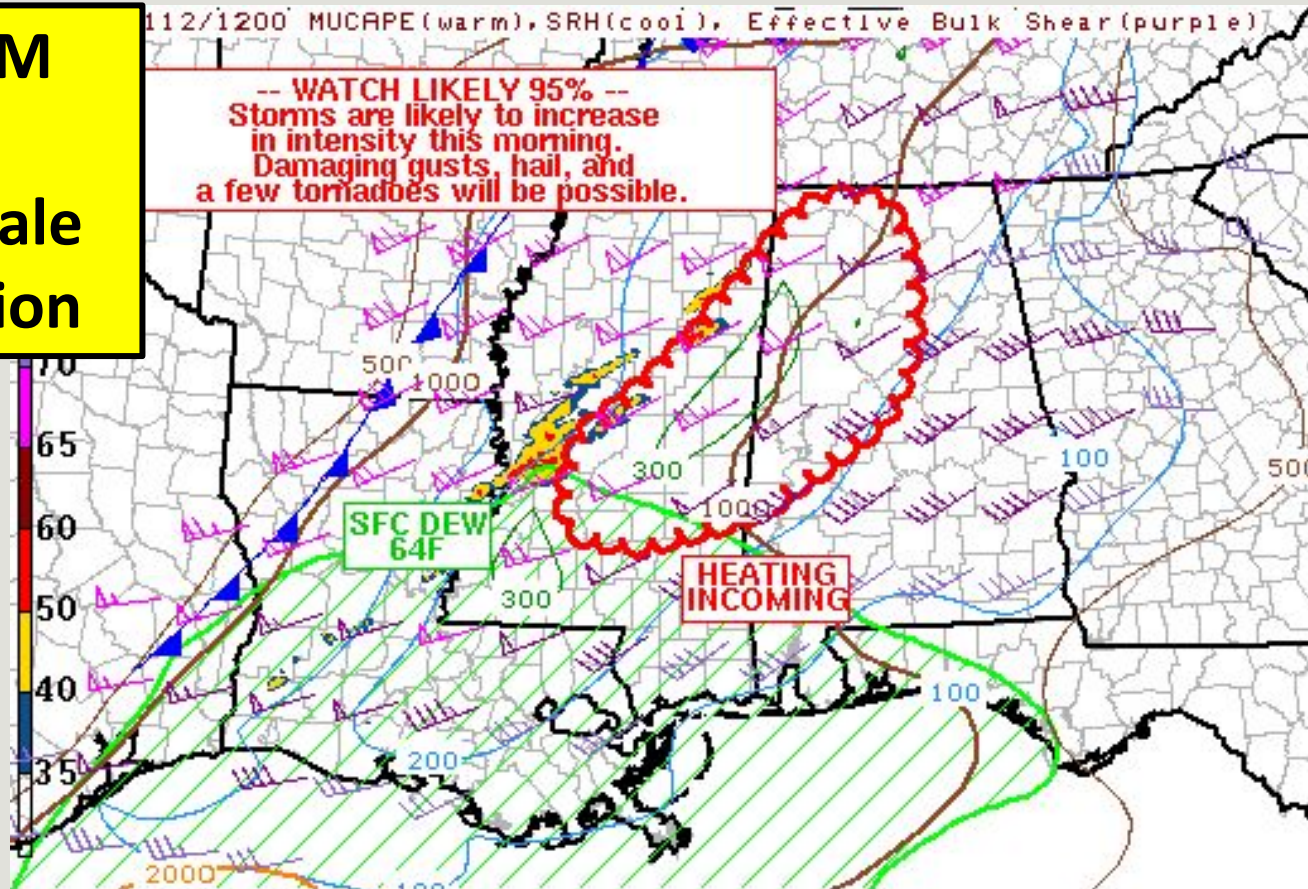 112/1200 MUCAPE(warm),SRH(cool), Effective Bulk Shear(purple)
M
ale
ion
-- WATCH LIKELY 95% --
Storms are likely to increase
in intensity this morning.
Damaging gusts, hail, and
a few tornadoes will be possible.
70
65
60
50
40
35
1000
300
100
SFC DEW
64F
1000
HEATING
INCOMING
300
100
200
2000
100